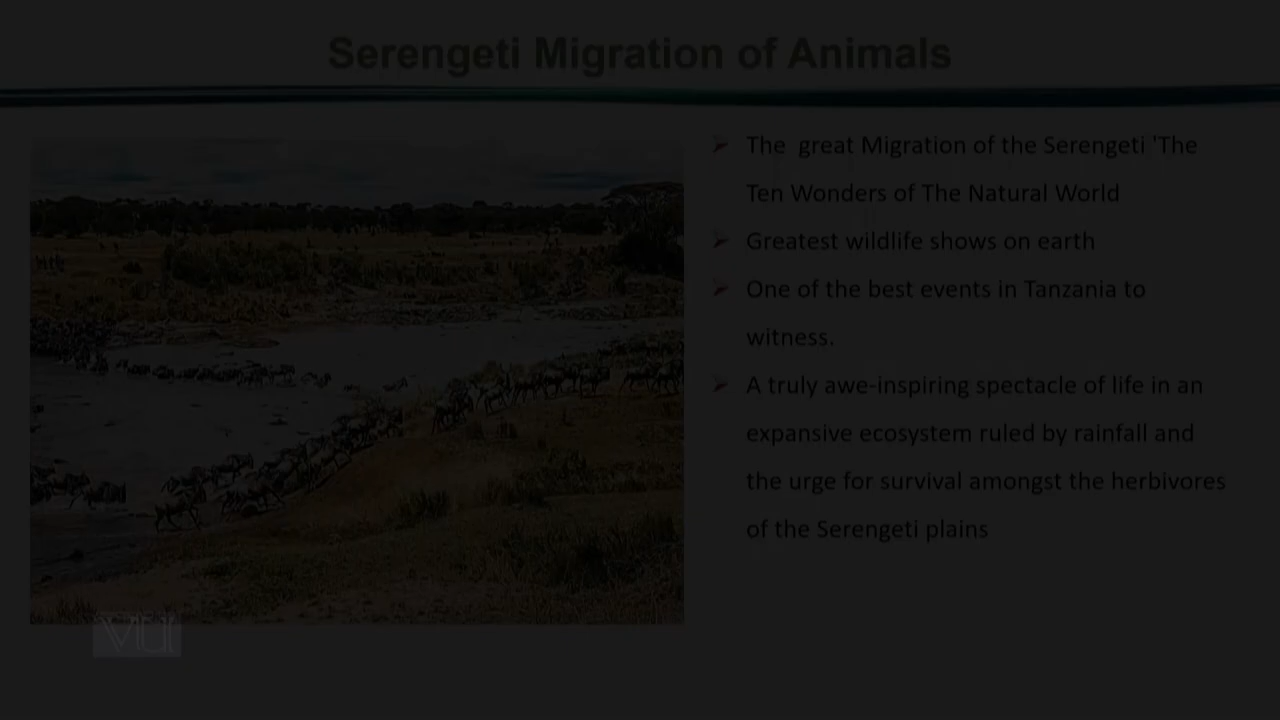 Serengeti Migration of Animals
The great Migration of the Serengeti 'The
Ten Wonders of The Natural World
Greatest wildlife shows on earth
One of the best events in Tanzania to
witness.
A truly awe-inspiring spectacle of life in an
expansive ecosystem ruled by rainfall and
the urge for survival amongst the herbivores
of the Serengeti plains
VU